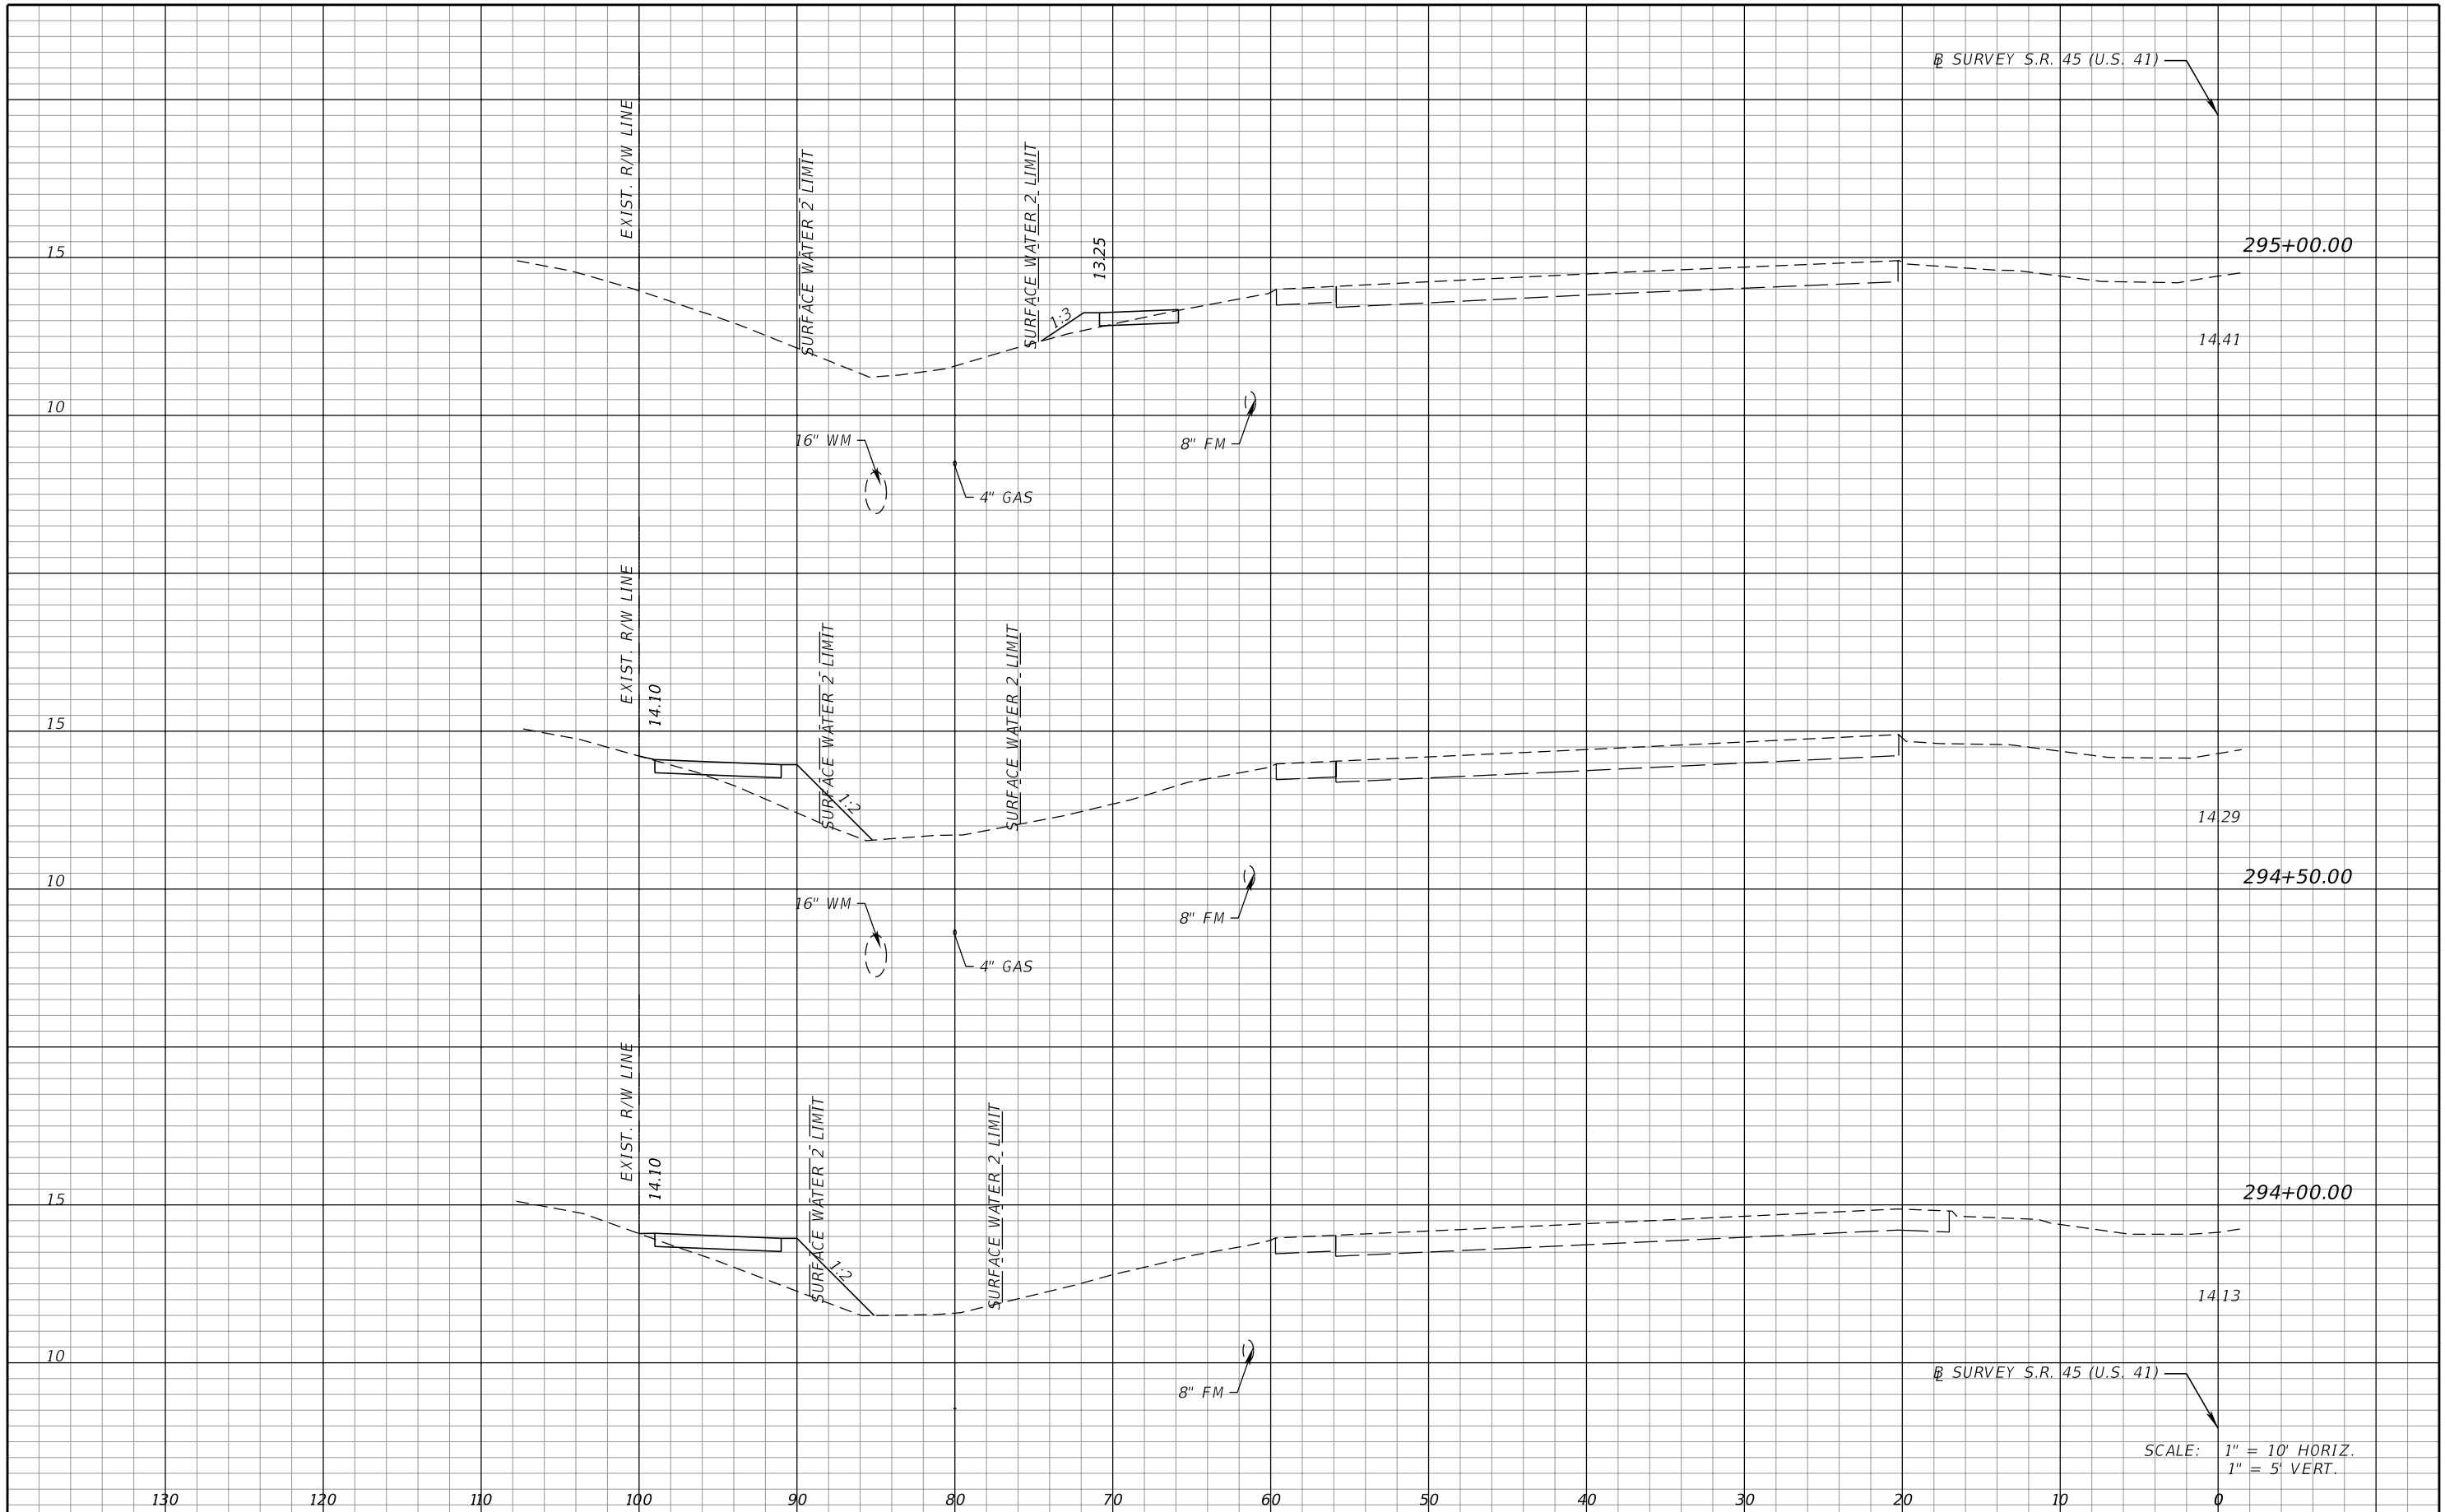 ℄ SURVEY S.R. 45 (U.S. 41)
EXIST. R/W LINE
SURFACE WATER 2 LIMIT
SURFACE WATER 2 LIMIT
13.25
15
295+00.00
1:3
14.41
10
16" WM
8" FM
4" GAS
EXIST. R/W LINE
14.10
SURFACE WATER 2 LIMIT
SURFACE WATER 2 LIMIT
15
1:2
14.29
10
294+50.00
16" WM
8" FM
4" GAS
EXIST. R/W LINE
14.10
SURFACE WATER 2 LIMIT
SURFACE WATER 2 LIMIT
15
294+00.00
1:2
14.13
10
℄ SURVEY S.R. 45 (U.S. 41)
8" FM
SCALE: 1" = 10' HORIZ.
1" = 5' VERT.
130 120 110 100 90 80 70 60 50 40 30 20 10 0